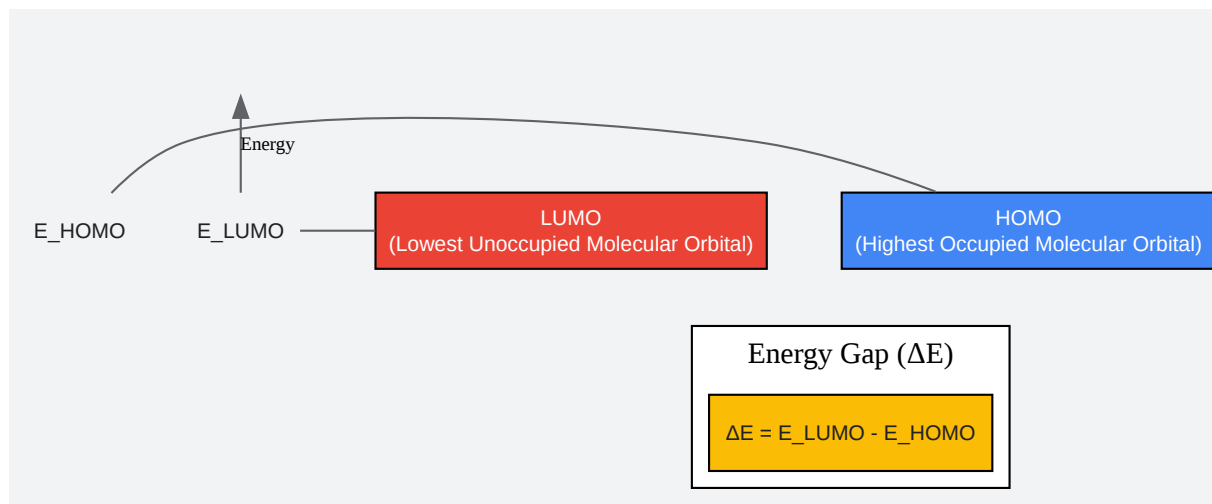 Energy
E_HOMO
E_LUMO
LUMO
(Lowest Unoccupied Molecular Orbital)
HOMO
(Highest Occupied Molecular Orbital)
Energy Gap (ΔE)
ΔE = E_LUMO - E_HOMO